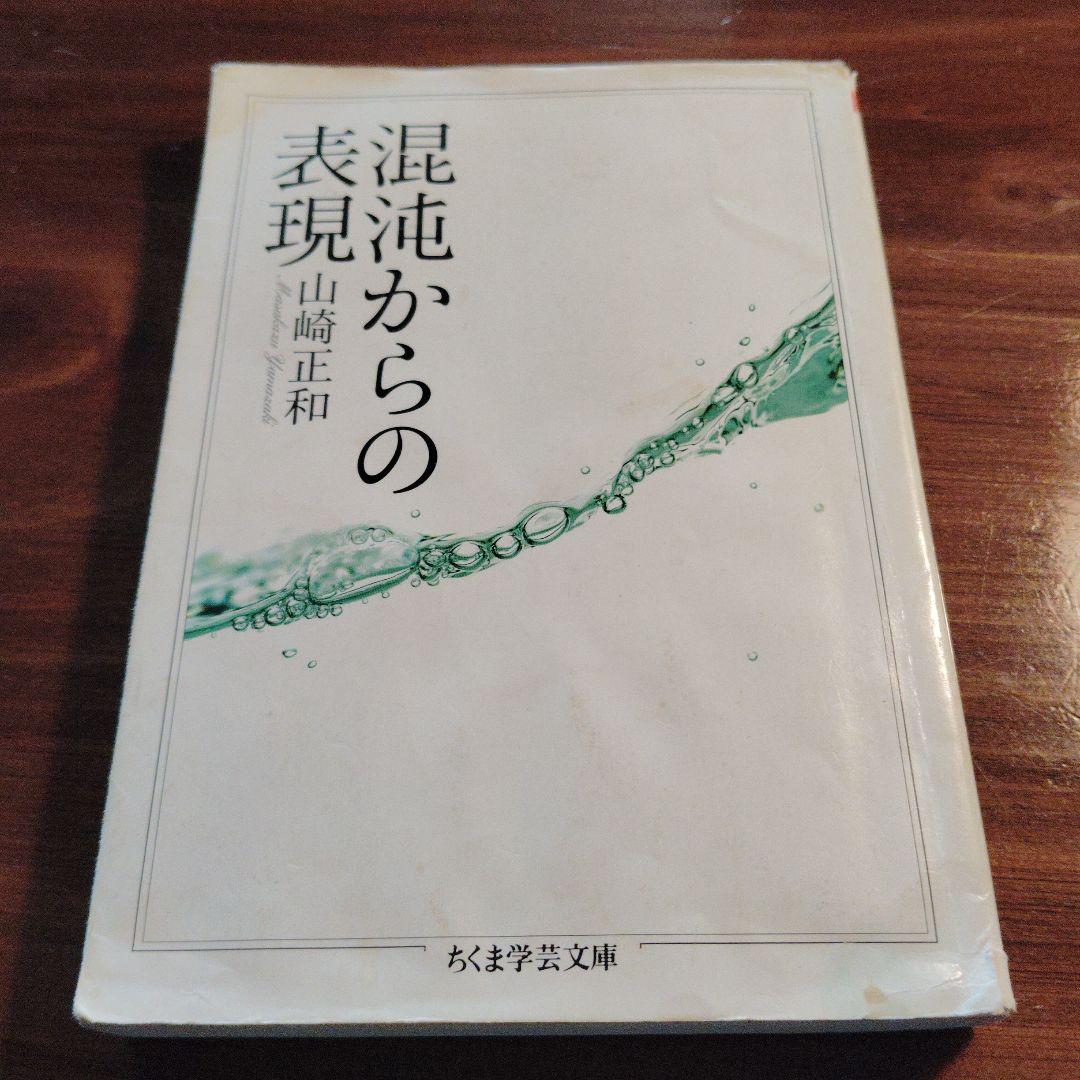 混沌からの
表現
山崎正和
Masakazu Yamazaki
ちくま学芸文庫